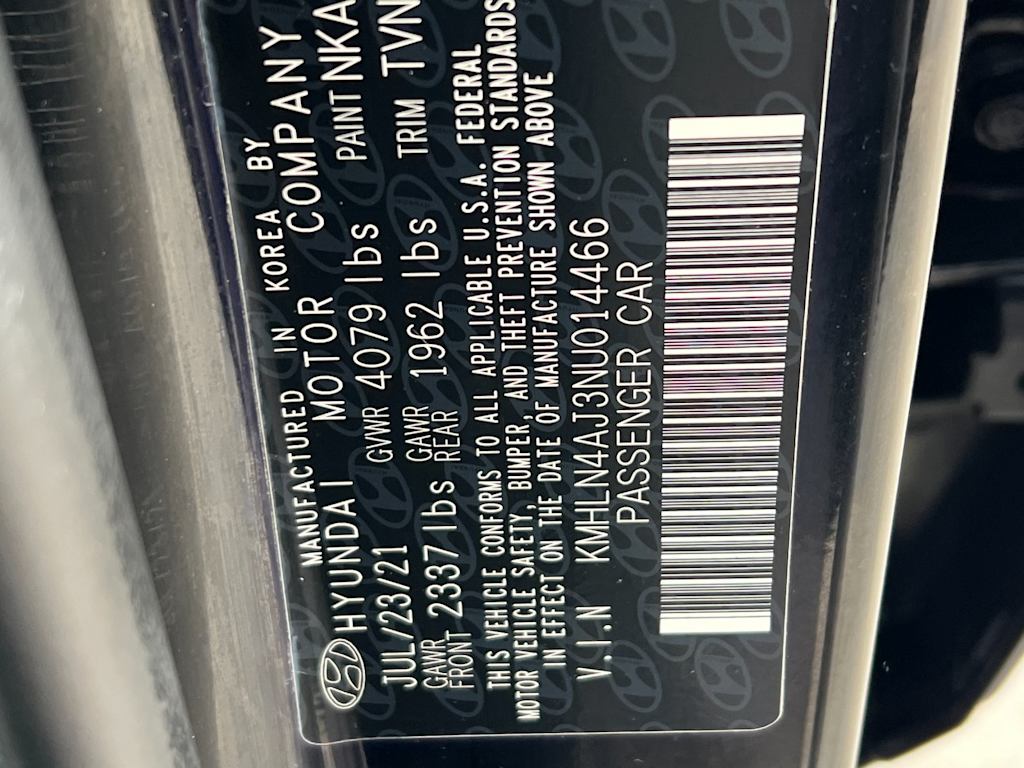 MANUFACTURED IN KOREA BY
HYUNDAI MOTOR COMPANY
JUL/23/21 GVWR 4079 lbs PAINT NKA
GAWR FRONT 2337 lbs GAWR REAR 1962 lbs TRIM TVN
THIS VEHICLE CONFORMS TO ALL APPLICABLE U.S.A. FEDERAL
MOTOR VEHICLE SAFETY, BUMPER, AND THEFT PREVENTION STANDARDS
IN EFFECT ON THE DATE OF MANUFACTURE SHOWN ABOVE
V.I.N KMHLN4AJ3NU014466
PASSENGER CAR